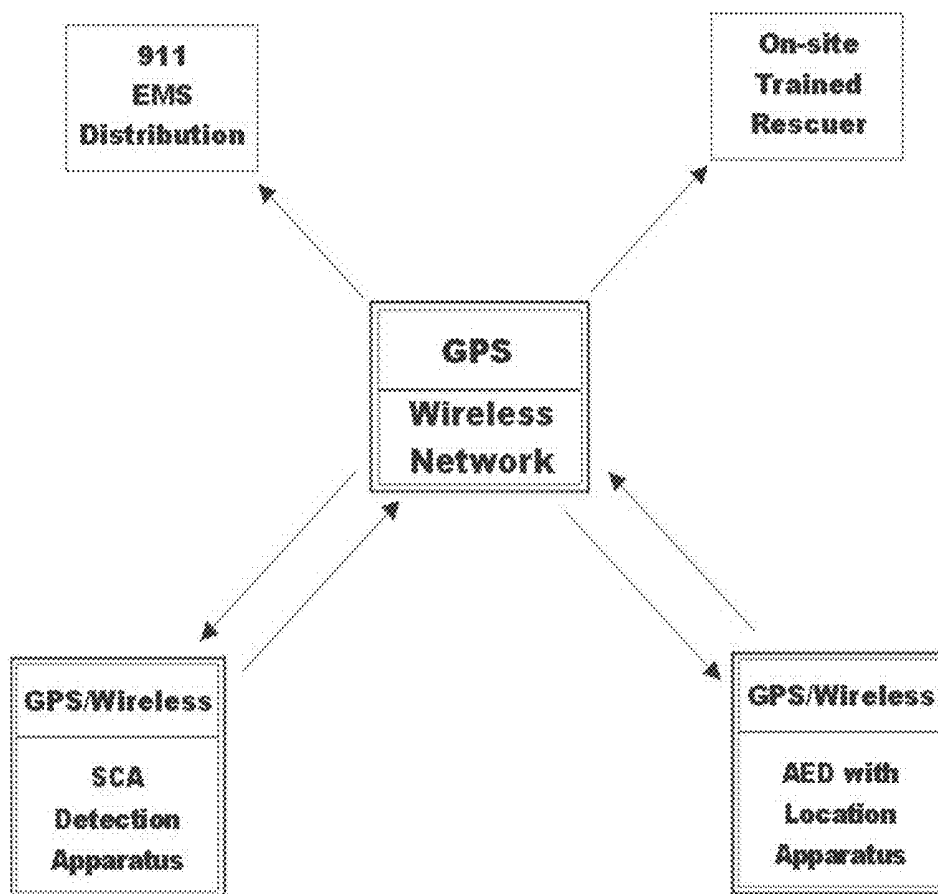 911
EMS
Distribution
On-site
Trained
Rescuer
GPS
Wireless
Network
GPS/Wireless
SCA
Detection
Apparatus
GPS/Wireless
AED with
Location
Apparatus